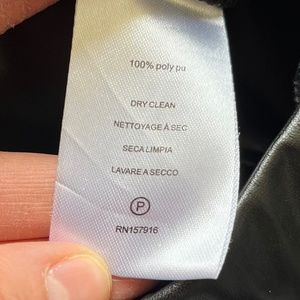 100% poly pu
DRY CLEAN
NETTOYAGE À SEC
SECA LIMPIA
LAVARE A SECCO
P
RN157916